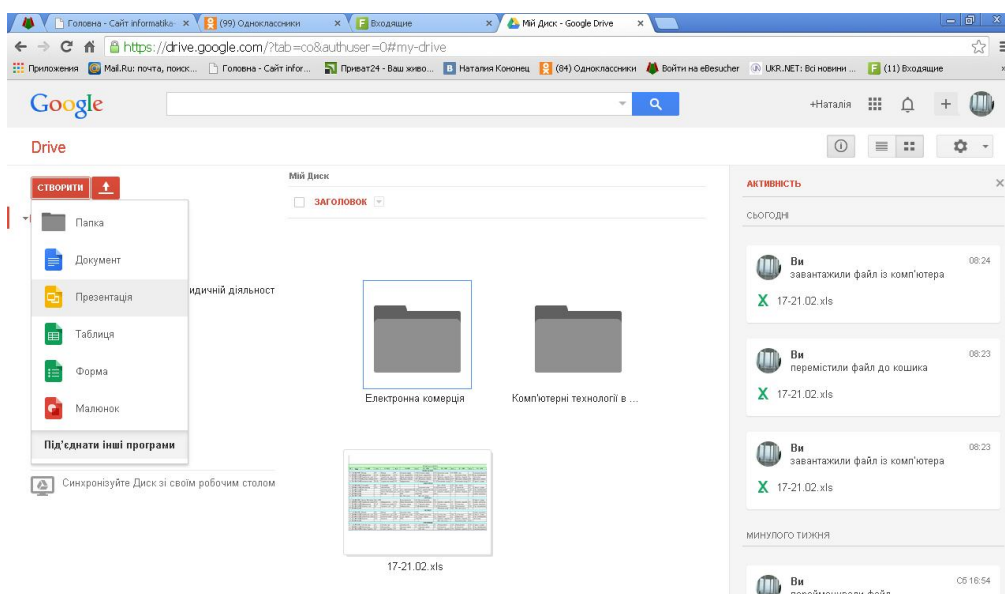 Головна - Сайт informatika-
(99) Одноклассники
Входящие
Мій Диск - Google Drive
https://drive.google.com/?tab=co&authuser=0#my-drive
Приложения
Mail.Ru: почта, поиск...
Головна - Сайт infor...
Приват24 - Ваш живо...
Наталия Кононец
(84) Одноклассники
Войти на eBesucher
UKR.NET: Всі новини ...
(11) Входящие
Google
+Наталія
Drive
СТВОРИТИ
Папка
Документ
Презентація
Таблиця
Форма
Малюнок
Під'єднати інші програми
идичній діяльност
Синхронізуйте Диск зі своїм робочим столом
Мій Диск
ЗАГОЛОВОК
Електронна комерція
Комп'ютерні технології в ...
17-21.02.xls
АКТИВНІСТЬ
СЬОГОДНІ
Ви 08:24
завантажили файл із комп'ютера
17-21.02.xls
Ви 08:23
перемістили файл до кошика
17-21.02.xls
Ви 08:23
завантажили файл із комп'ютера
17-21.02.xls
МИНУЛОГО ТИЖНЯ
Ви Сб 16:54
перейменували файл